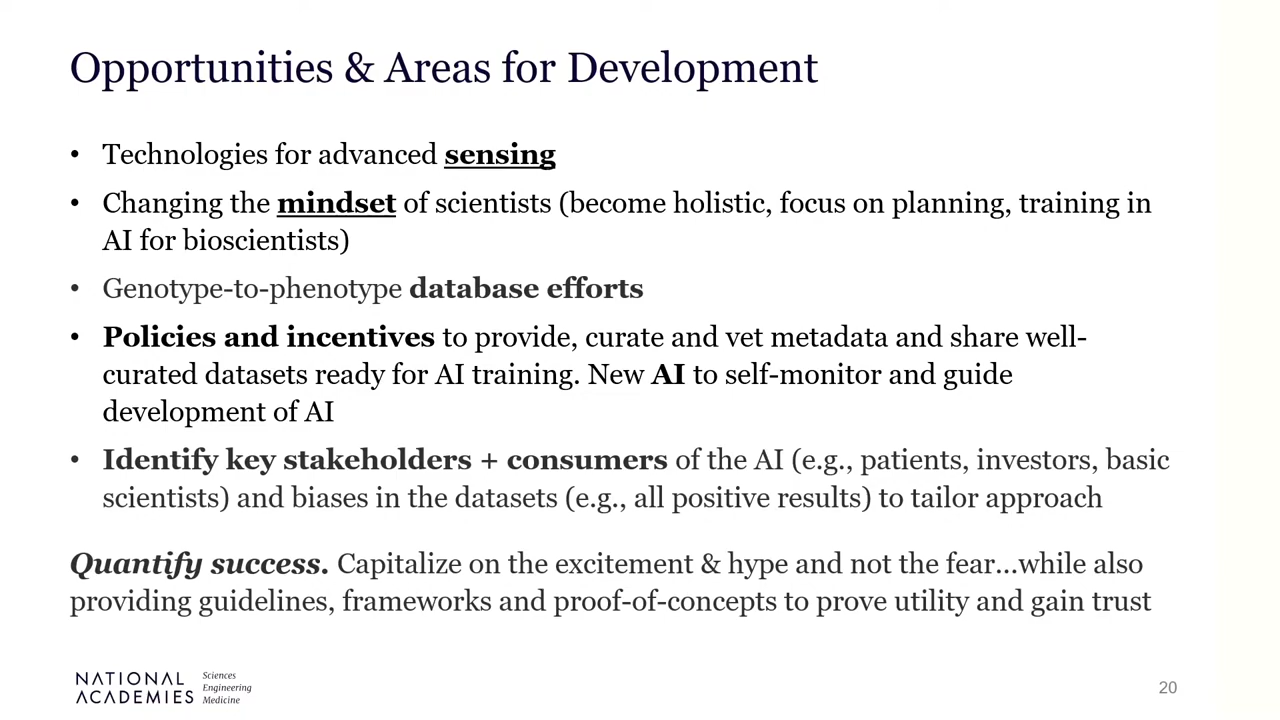 Opportunities & Areas for Development
• Technologies for advanced sensing
• Changing the mindset of scientists (become holistic, focus on planning, training in
AI for bioscientists)
• Genotype-to-phenotype database efforts
• Policies and incentives to provide, curate and vet metadata and share well-
curated datasets ready for AI training. New AI to self-monitor and guide
development of AI
• Identify key stakeholders + consumers of the AI (e.g., patients, investors, basic
scientists) and biases in the datasets (e.g., all positive results) to tailor approach
Quantify success. Capitalize on the excitement & hype and not the fear...while also
providing guidelines, frameworks and proof-of-concepts to prove utility and gain trust
NATIONAL
ACADEMIES
Sciences
Engineering
Medicine
20